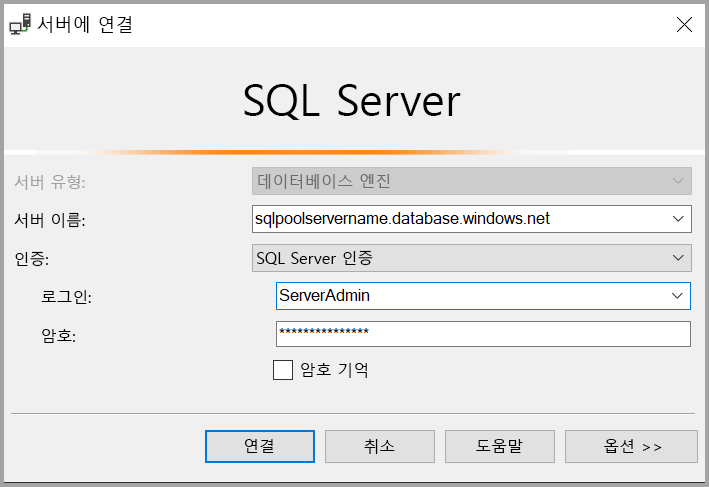 서버에 연결
SQL Server
서버 유형: 데이터베이스 엔진
서버 이름: sqlpoolservername.database.windows.net
인증: SQL Server 인증
로그인: ServerAdmin
암호: ***************
암호 기억
연결 취소 도움말 옵션 >>